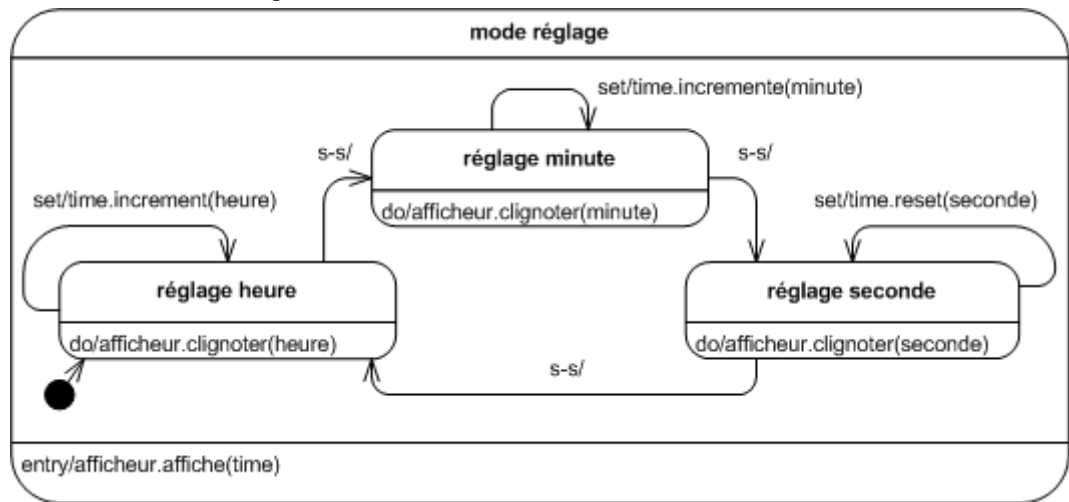 mode réglage
set/time.incremente(minute)
s-s/
réglage minute
s-s/
do/afficheur.clignoter(minute)
set/time.increment(heure)
set/time.reset(seconde)
réglage heure
réglage seconde
do/afficheur.clignoter(heure)
do/afficheur.clignoter(seconde)
s-s/
entry/afficheur.affiche(time)